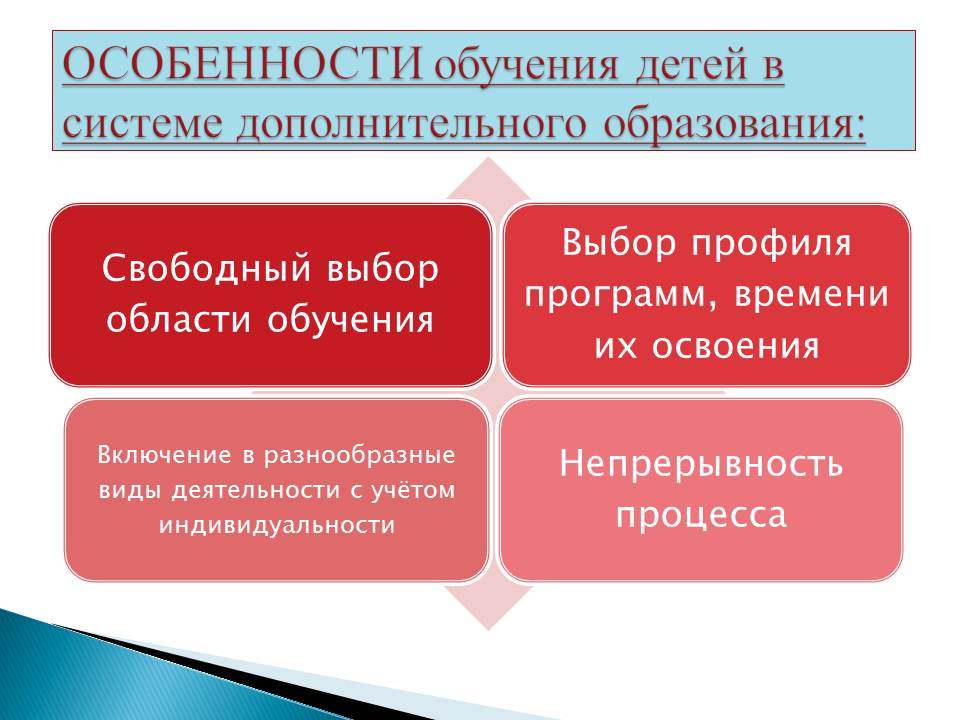 ОСОБЕННОСТИ обучения детей в
системе дополнительного образования:
Свободный выбор
области обучения
Выбор профиля
программ, времени
их освоения
Включение в разнообразные
виды деятельности с учётом
индивидуальности
Непрерывность
процесса